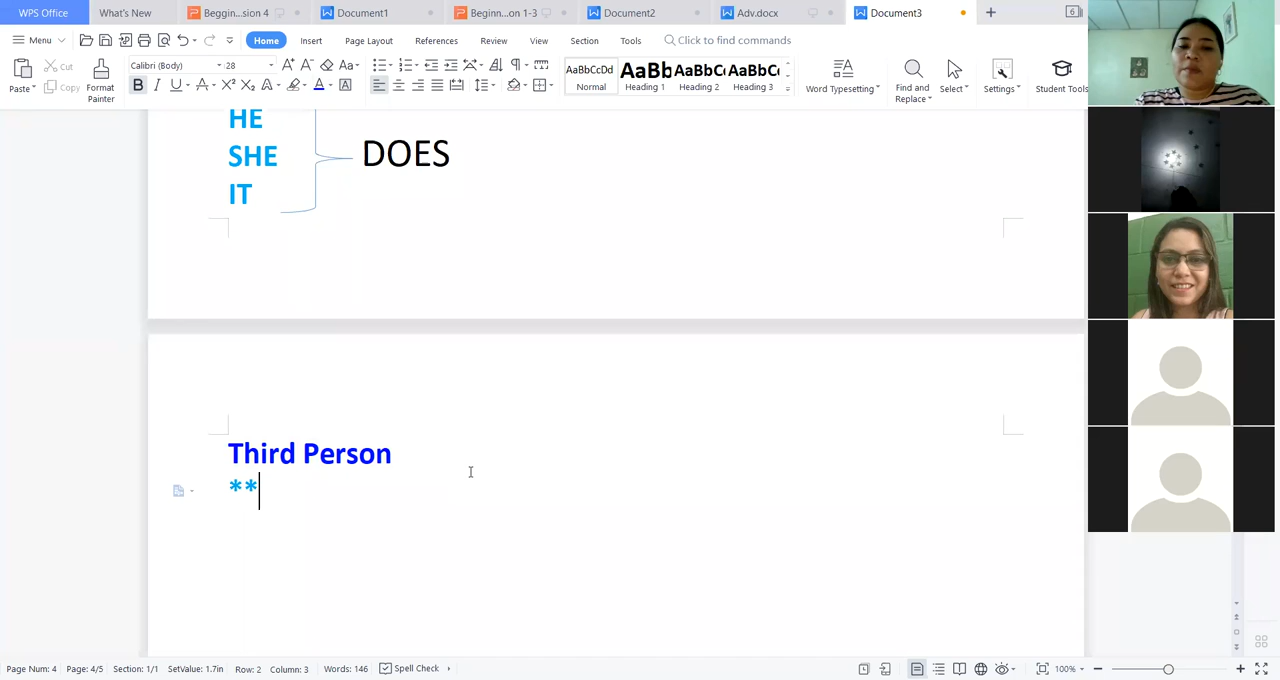 WPS Office What's New Beggin...sion 4 Document1 Beginn...on 1-3 Document2 Adv.docx Document3 6
Menu Home Insert Page Layout References Review View Section Tools Click to find commands
Calibri (Body) 28
Paste Cut Copy Format Painter
AaBbCcDd Normal AaBb Heading 1 AaBbCc Heading 2 AaBbCc Heading 3
Word Typesetting Find and Replace Select Settings Student Tools
HE
SHE
IT
DOES
Third Person
**
Page Num: 4 Page: 4/5 Section: 1/1 SetValue: 1.7in Row: 2 Column: 3 Words: 146 Spell Check 100%